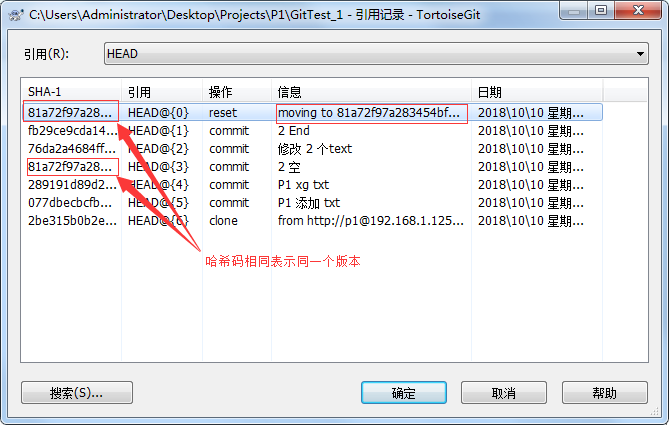 C:\Users\Administrator\Desktop\Projects\P1\GitTest_1 - 引用记录 - TortoiseGit
引用(R): HEAD
SHA-1 引用 操作 信息 日期
81a72f97a28... HEAD@{0} reset moving to 81a72f97a283454bf... 2018\10\10 星期...
fb29ce9cda14... HEAD@{1} commit 2 End 2018\10\10 星期...
76da2a4684ff... HEAD@{2} commit 修改 2 个text 2018\10\10 星期...
81a72f97a28... HEAD@{3} commit 2 空 2018\10\10 星期...
289191d89d2... HEAD@{4} commit P1 xg txt 2018\10\10 星期...
077dbecbcfb... HEAD@{5} commit P1 添加 txt 2018\10\10 星期...
2be315b0b2e... HEAD@{6} clone from http://p1@192.168.1.125... 2018\10\10 星期...
哈希码相同表示同一个版本
搜索(S)... 确定 取消 帮助